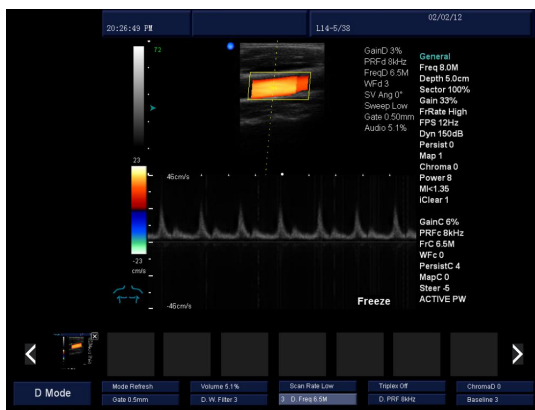 02/02/12
20:26:49 PM
L14-5/38
72
GainD 3%
PRFd 8kHz
FreqD 6.5M
WFd 3
SV Ang 0°
Sweep Low
Gate 0.50mm
Audio 5.1%
General
Freq 8.0M
Depth 5.0cm
Sector 100%
Gain 33%
FrRate High
FPS 12Hz
Dyn 150dB
Persist 0
Map 1
Chroma 0
Power 8
MI<1.35
iClear 1
GainC 6%
PRFc 8kHz
FrC 6.5M
WFc 0
PersistC 4
MapC 0
Steer -5
ACTIVE PW
23
46cm/s
-23
cm/s
-46cm/s
Freeze
D Mode
Mode Refresh
Volume 5.1%
Scan Rate Low
Triplex Off
ChromaD 0
Gate 0.5mm
D. W. Filter 3
3 D. Freq 6.5M
D. PRF 8kHz
Baseline 3